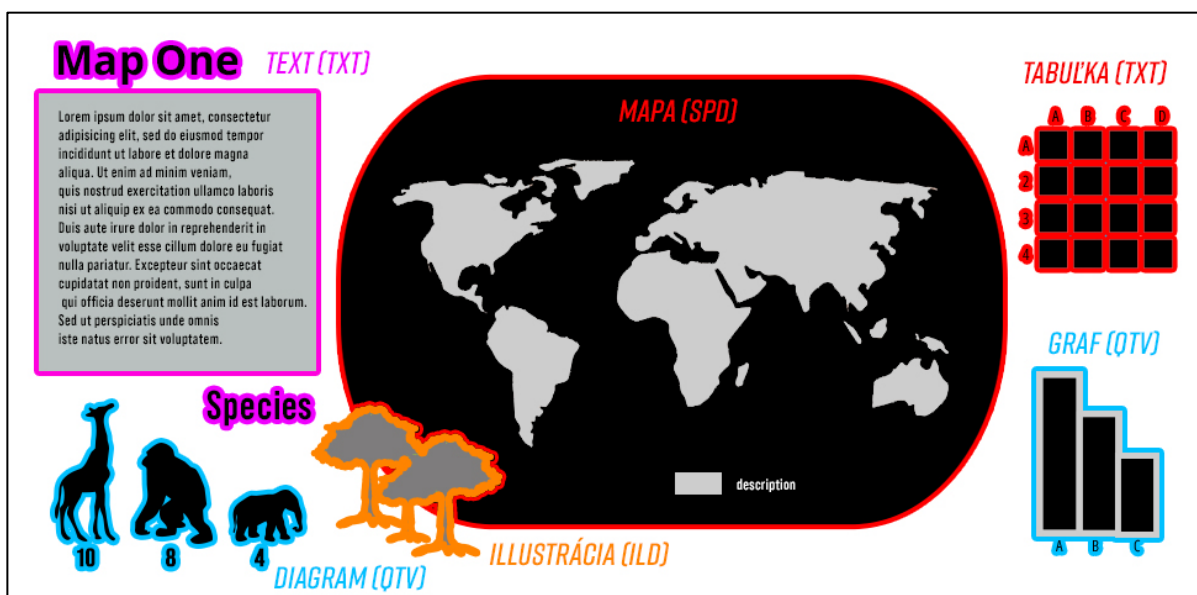 Map One
TEXT (TXT)
Lorem ipsum dolor sit amet, consectetur
adipisicing elit, sed do eiusmod tempor
incididunt ut labore et dolore magna
aliqua. Ut enim ad minim veniam,
quis nostrud exercitation ullamco laboris
nisi ut aliquip ex ea commodo consequat.
Duis aute irure dolor in reprehenderit in
voluptate velit esse cillum dolore eu fugiat
nulla pariatur. Excepteur sint occaecat
cupidatat non proident, sunt in culpa
qui officia deserunt mollit anim id est laborum.
Sed ut perspiciatis unde omnis
iste natus error sit voluptatem.
Species
10
8
4
DIAGRAM (QTV)
ILLUSTRÁCIA (ILD)
MAPA (SPD)
description
TABUĽKA (TXT)
A B C D
A
2
3
4
GRAF (QTV)
A B C